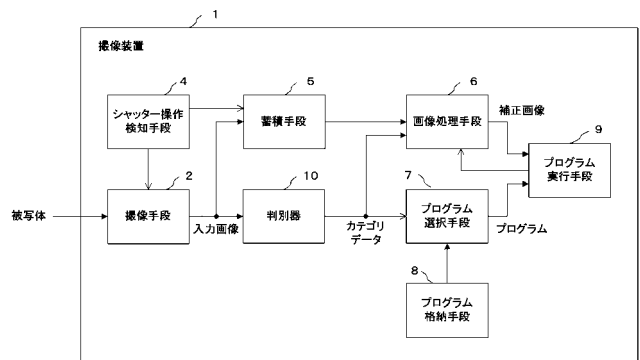 1
撮像装置
4
シャッター操作
検知手段
5
蓄積手段
6
画像処理手段
補正画像
9
プログラム
実行手段
被写体
2
撮像手段
入力画像
10
判別器
カテゴリ
データ
7
プログラム
選択手段
プログラム
8
プログラム
格納手段